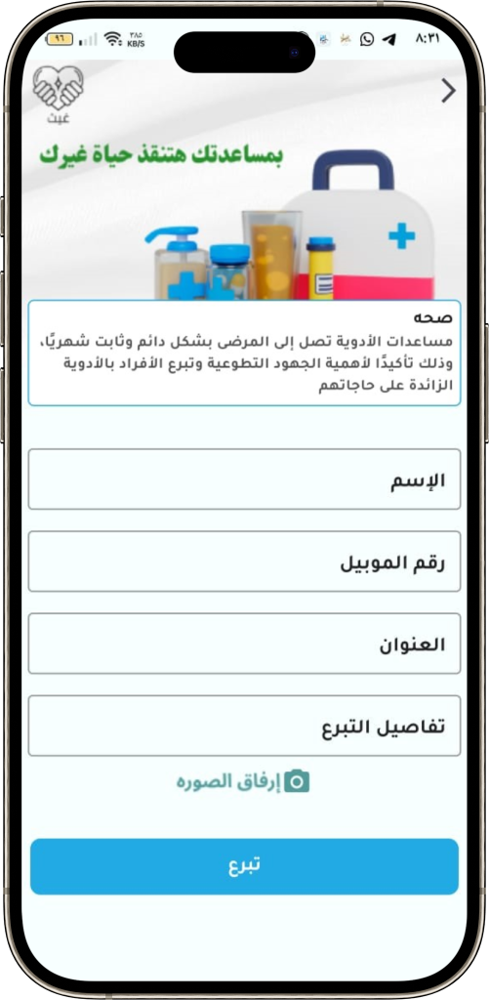 ٨:٣١
٣٨٥
KB/S
٩٦
غيث
بمساعدتك هتنقذ حياة غيرك
صحه
مساعدات الأدوية تصل إلى المرضى بشكل دائم وثابت شهريًا،
وذلك تأكيدًا لأهمية الجهود التطوعية وتبرع الأفراد بالأدوية
الزائدة على حاجاتهم
الإسم
رقم الموبيل
العنوان
تفاصيل التبرع
إرفاق الصوره
تبرع